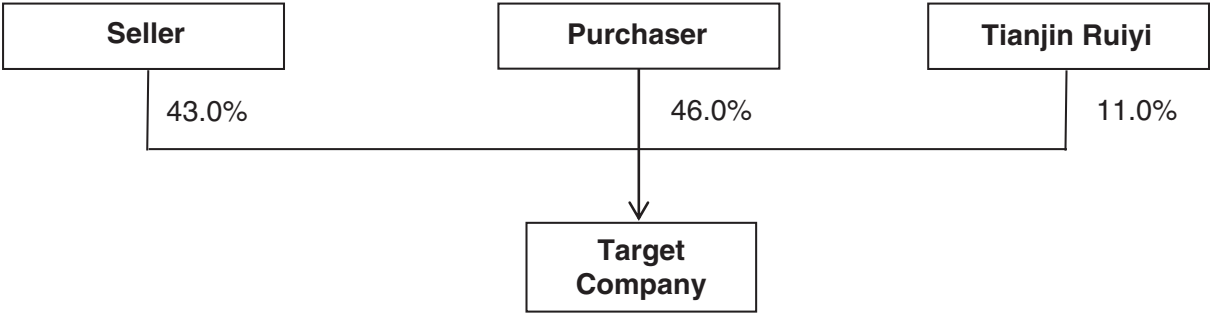 Seller
Purchaser
Tianjin Ruiyi
43.0%
46.0%
11.0%
Target
Company